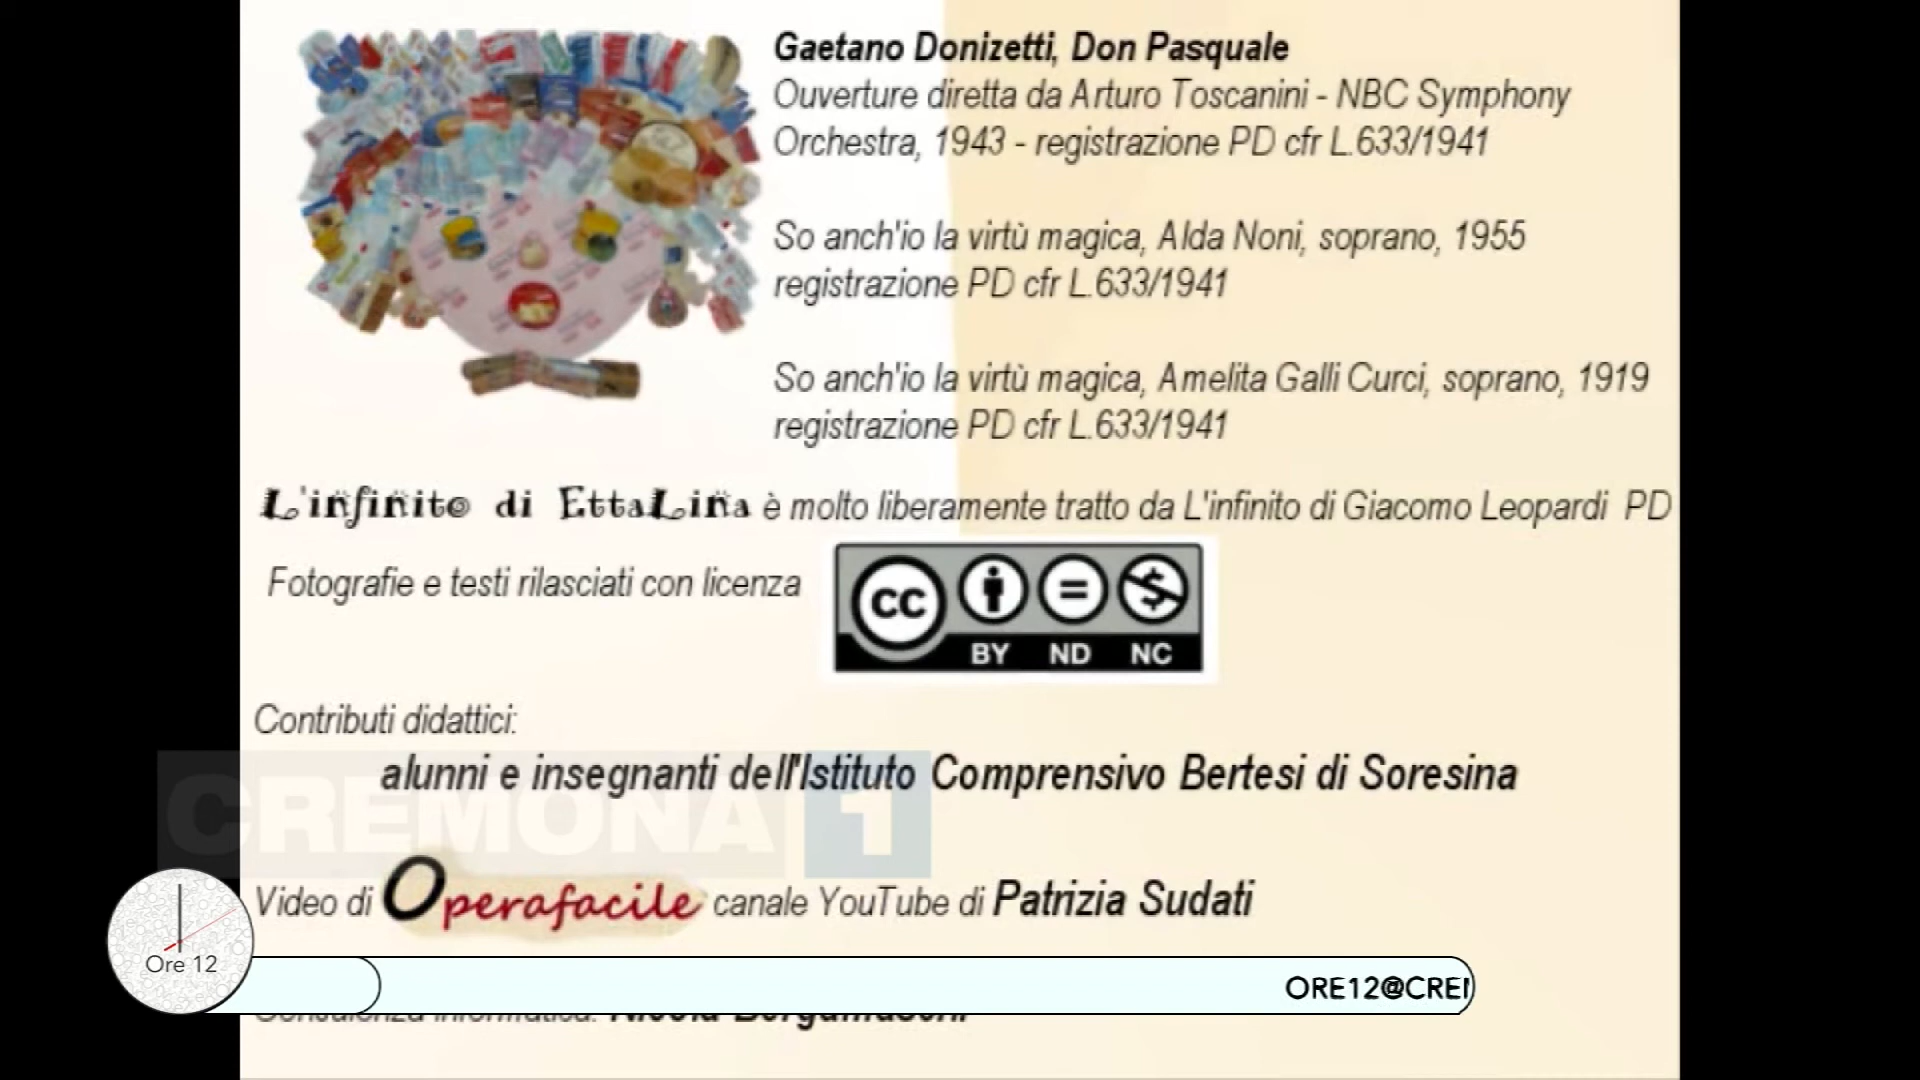 Gaetano Donizetti, Don Pasquale
Ouverture diretta da Arturo Toscanini - NBC Symphony
Orchestra, 1943 - registrazione PD cfr L.633/1941
So anch'io la virtù magica, Alda Noni, soprano, 1955
registrazione PD cfr L.633/1941
So anch'io la virtù magica, Amelita Galli Curci, soprano, 1919
registrazione PD cfr L.633/1941
L'infinito di EttaLina è molto liberamente tratto da L'infinito di Giacomo Leopardi PD
Fotografie e testi rilasciati con licenza
CC BY ND NC
Contributi didattici:
alunni e insegnanti dell'Istituto Comprensivo Bertesi di Soresina
CREMONA 1
Video di Operafacile canale YouTube di Patrizia Sudati
Ore 12
ORE12@CRE